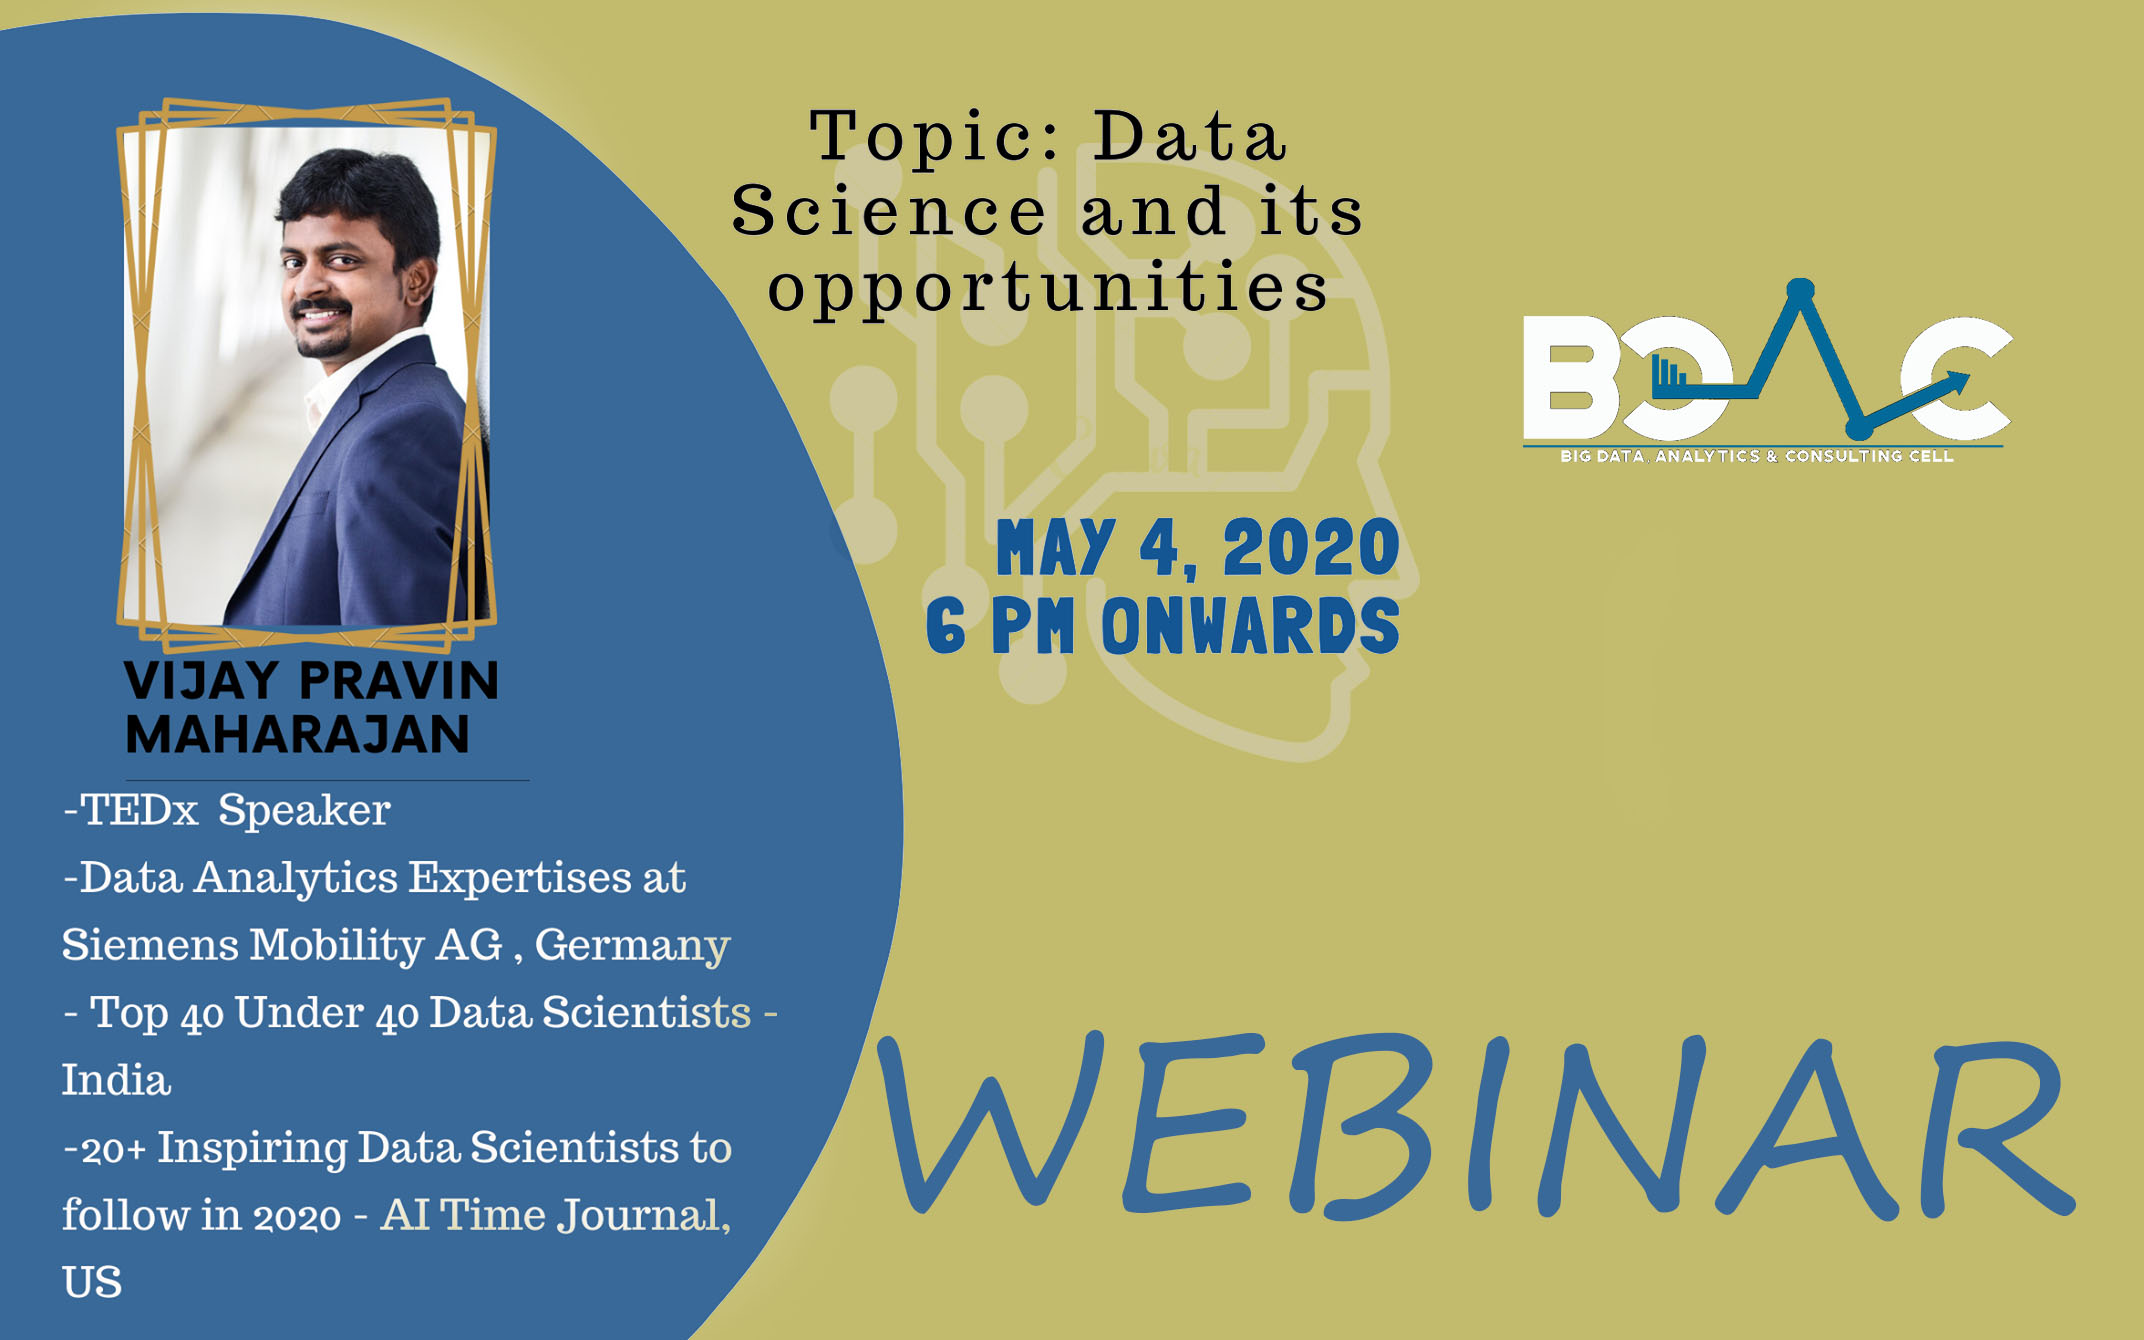 Topic: Data
Science and its
opportunities
BDAC
BIG DATA, ANALYTICS & CONSULTING CELL
MAY 4, 2020
6 PM ONWARDS
VIJAY PRAVIN
MAHARAJAN
-TEDx Speaker
-Data Analytics Expertises at
Siemens Mobility AG , Germany
- Top 40 Under 40 Data Scientists -
India
-20+ Inspiring Data Scientists to
follow in 2020 - AI Time Journal,
US
WEBINAR